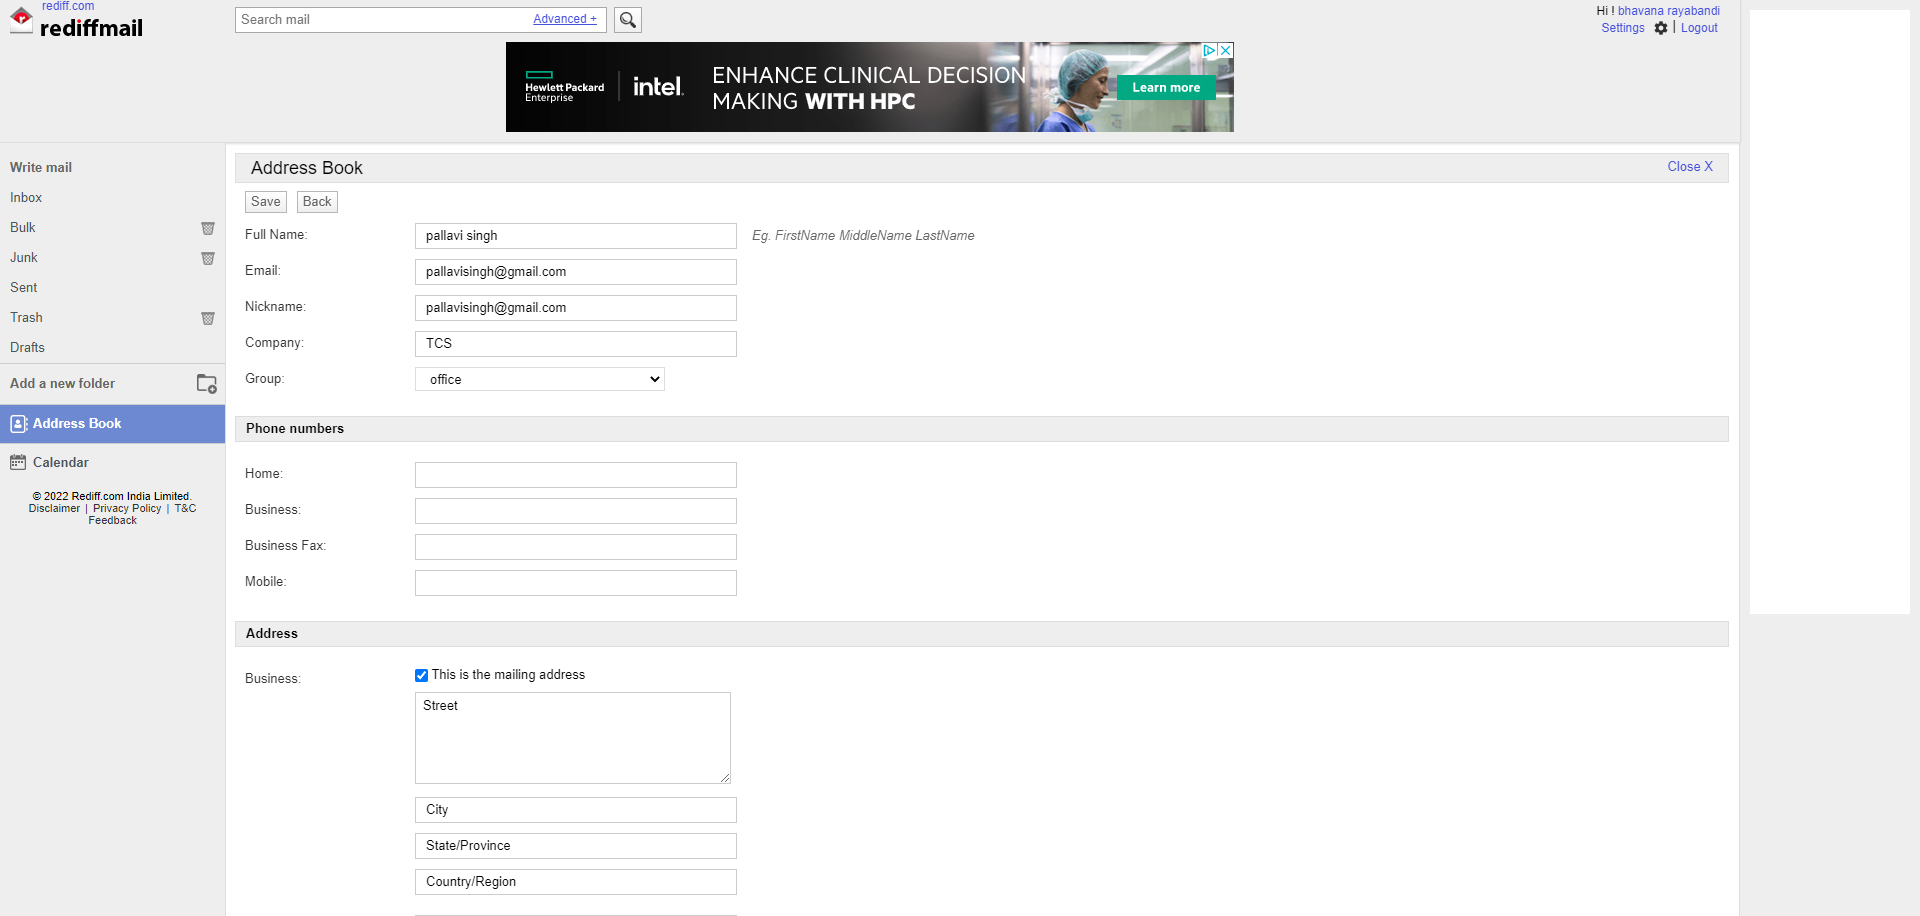 rediff.com
rediffmail
Search mail Advanced +
Hi ! bhavana rayabandi
Settings | Logout
Hewlett Packard
Enterprise
intel.
ENHANCE CLINICAL DECISION
MAKING WITH HPC
Learn more
Write mail
Inbox
Bulk
Junk
Sent
Trash
Drafts
Add a new folder
Address Book
Calendar
© 2022 Rediff.com India Limited.
Disclaimer | Privacy Policy | T&C
Feedback
Address Book Close X
Save Back
Full Name: pallavi singh Eg. FirstName MiddleName LastName
Email: pallavisingh@gmail.com
Nickname: pallavisingh@gmail.com
Company: TCS
Group: office
Phone numbers
Home:
Business:
Business Fax:
Mobile:
Address
Business: This is the mailing address
Street
City
State/Province
Country/Region